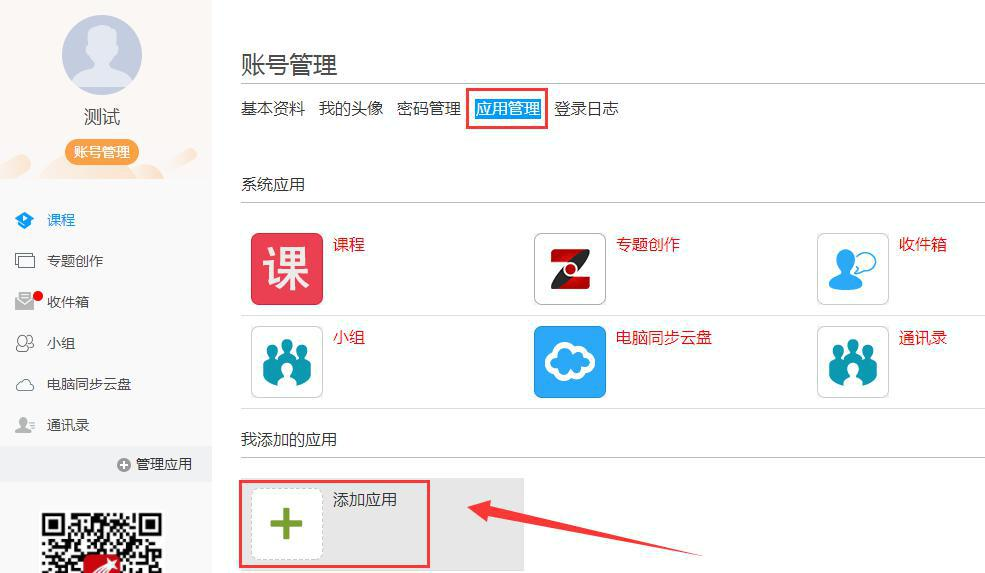 测试
账号管理
课程
专题创作
收件箱
小组
电脑同步云盘
通讯录
管理应用
账号管理
基本资料 我的头像 密码管理 应用管理 登录日志
系统应用
课 课程 专题创作 收件箱
小组 电脑同步云盘 通讯录
我添加的应用
添加应用